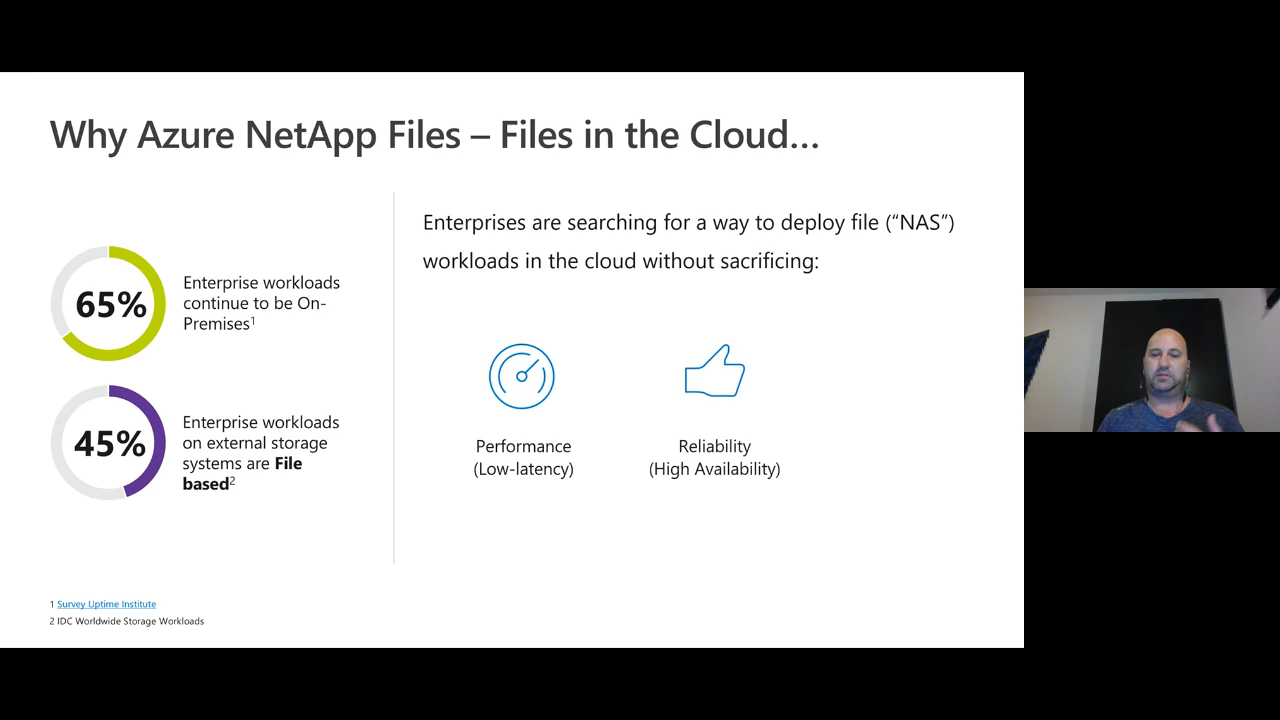 Why Azure NetApp Files – Files in the Cloud...
65%
Enterprise workloads
continue to be On-
Premises1
45%
Enterprise workloads
on external storage
systems are File
based2
Enterprises are searching for a way to deploy file (“NAS”)
workloads in the cloud without sacrificing:
Performance
(Low-latency)
Reliability
(High Availability)
1 Survey Uptime Institute
2 IDC Worldwide Storage Workloads